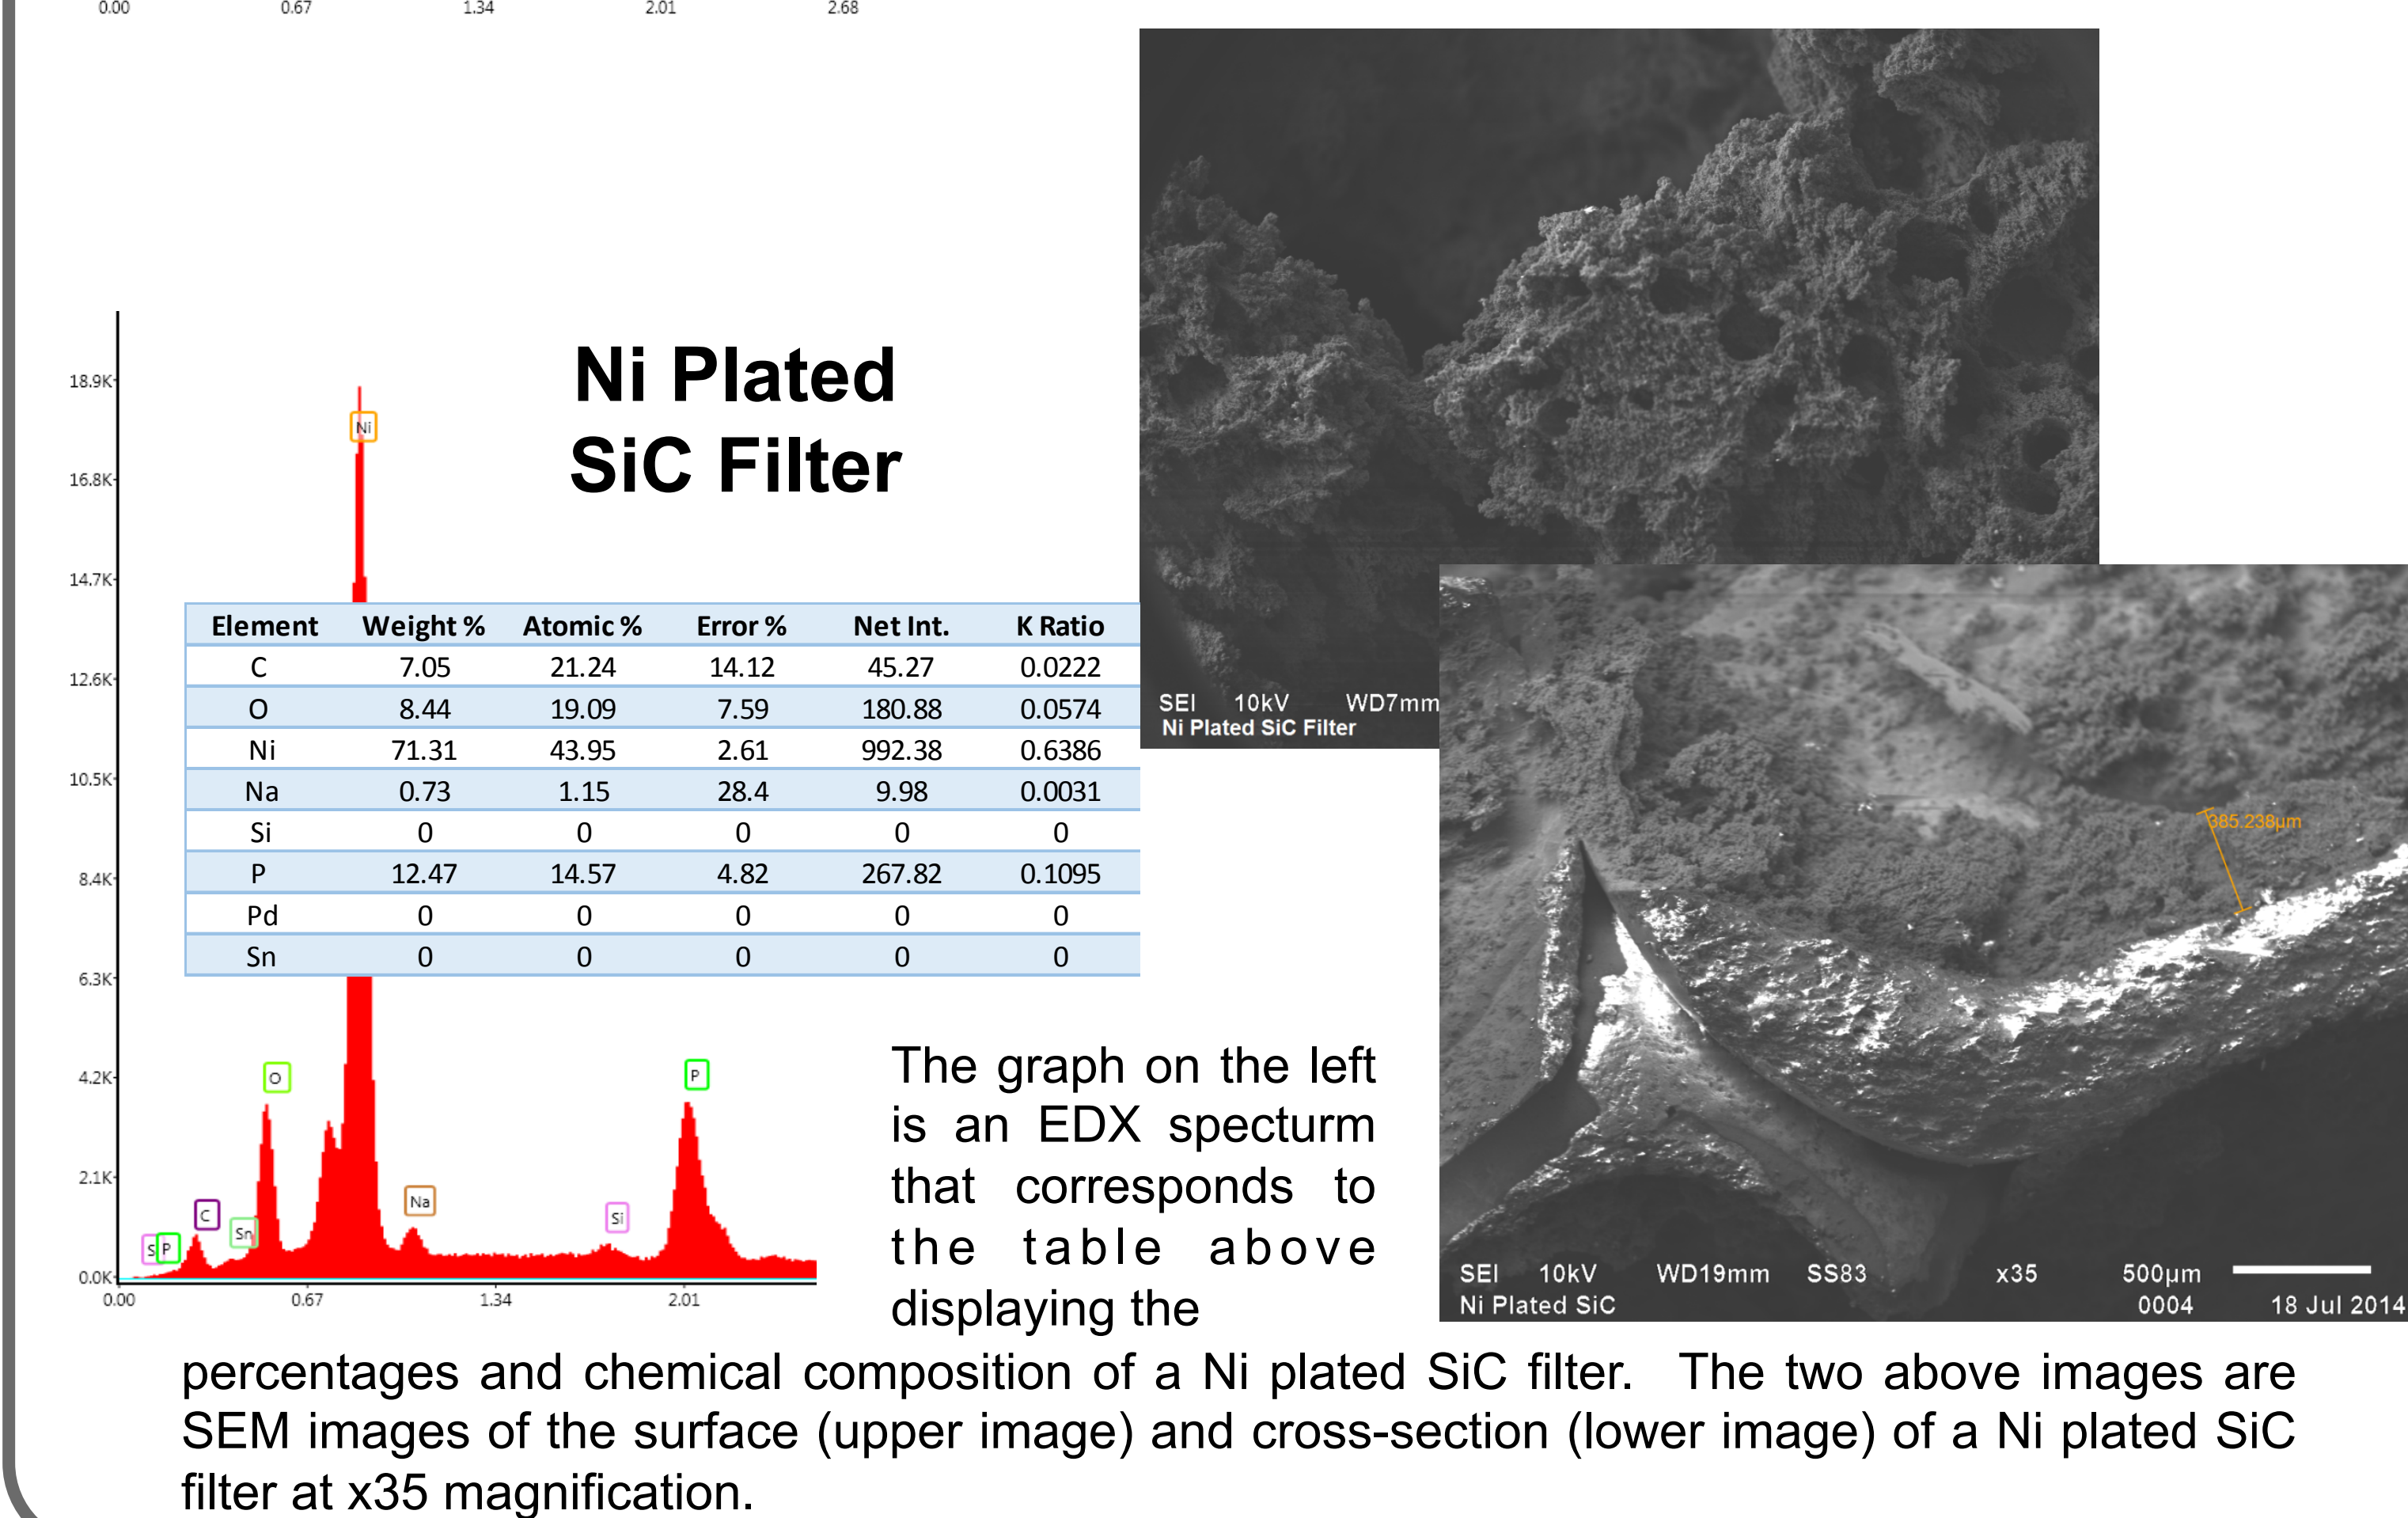 0.00 0.67 1.34 2.01 2.68
Ni Plated
SiC Filter
18.9K
16.8K
14.7K
12.6K
10.5K
8.4K
6.3K
4.2K
2.1K
0.0K
Ni
O
P
C
Sn
S
P
Na
Si
0.00 0.67 1.34 2.01
Element Weight % Atomic % Error % Net Int. K Ratio
C 7.05 21.24 14.12 45.27 0.0222
O 8.44 19.09 7.59 180.88 0.0574
Ni 71.31 43.95 2.61 992.38 0.6386
Na 0.73 1.15 28.4 9.98 0.0031
Si 0 0 0 0 0
P 12.47 14.57 4.82 267.82 0.1095
Pd 0 0 0 0 0
Sn 0 0 0 0 0
SEI 10kV WD7mm
Ni Plated SiC Filter
385.238µm
SEI 10kV WD19mm SS83 x35 500µm
Ni Plated SiC 0004 18 Jul 2014
The graph on the left
is an EDX specturm
that corresponds to
the table above
displaying the
percentages and chemical composition of a Ni plated SiC filter. The two above images are
SEM images of the surface (upper image) and cross-section (lower image) of a Ni plated SiC
filter at x35 magnification.